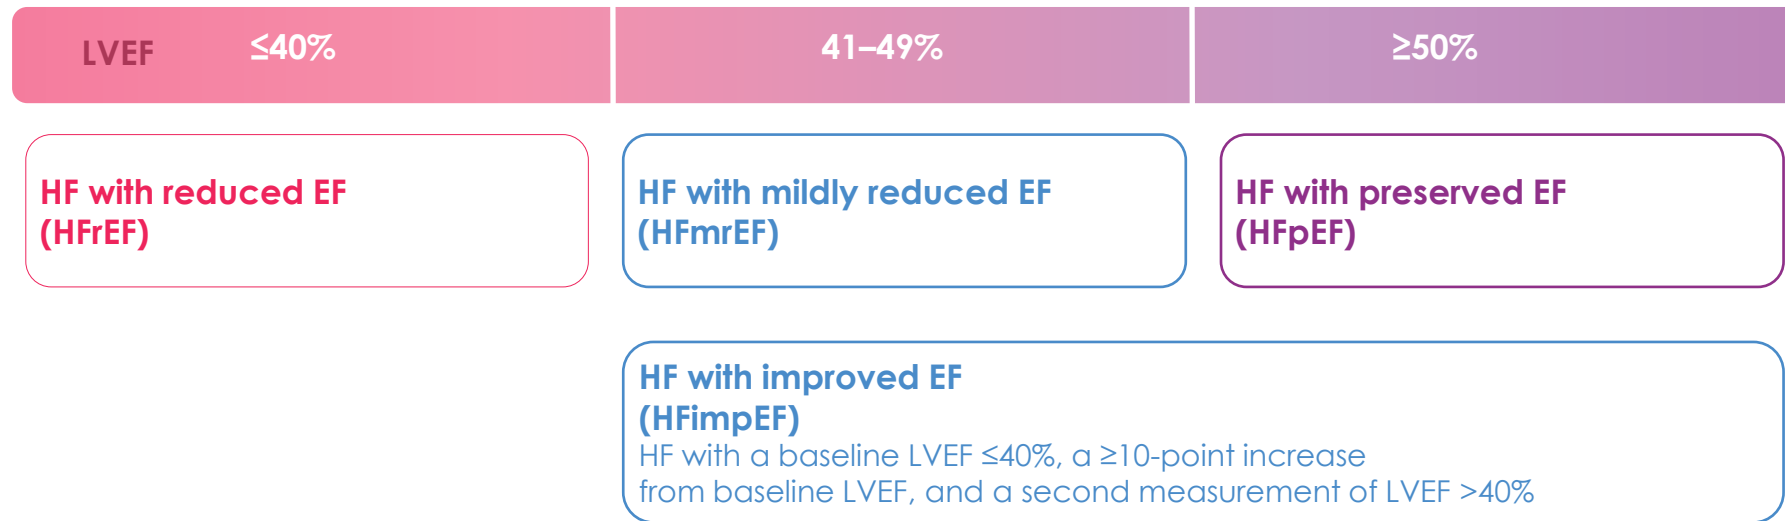 LVEF ≤40% 41–49% ≥50%
HF with reduced EF
(HFrEF)
HF with mildly reduced EF
(HFmrEF)
HF with preserved EF
(HFpEF)
HF with improved EF
(HFimpEF)
HF with a baseline LVEF ≤40%, a ≥10-point increase
from baseline LVEF, and a second measurement of LVEF >40%